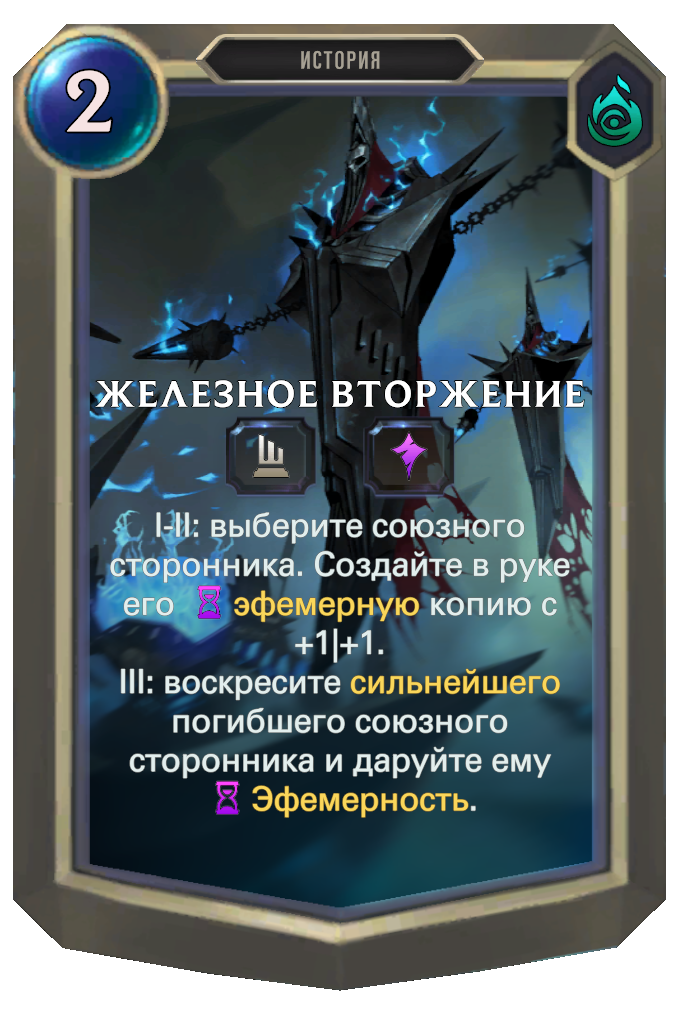 2
ИСТОРИЯ
ЖЕЛЕЗНОЕ ВТОРЖЕНИЕ
I-II: выберите союзного
сторонника. Создайте в руке
его эфемерную копию с
+1|+1.
III: воскресите сильнейшего
погибшего союзного
сторонника и даруйте ему
Эфемерность.